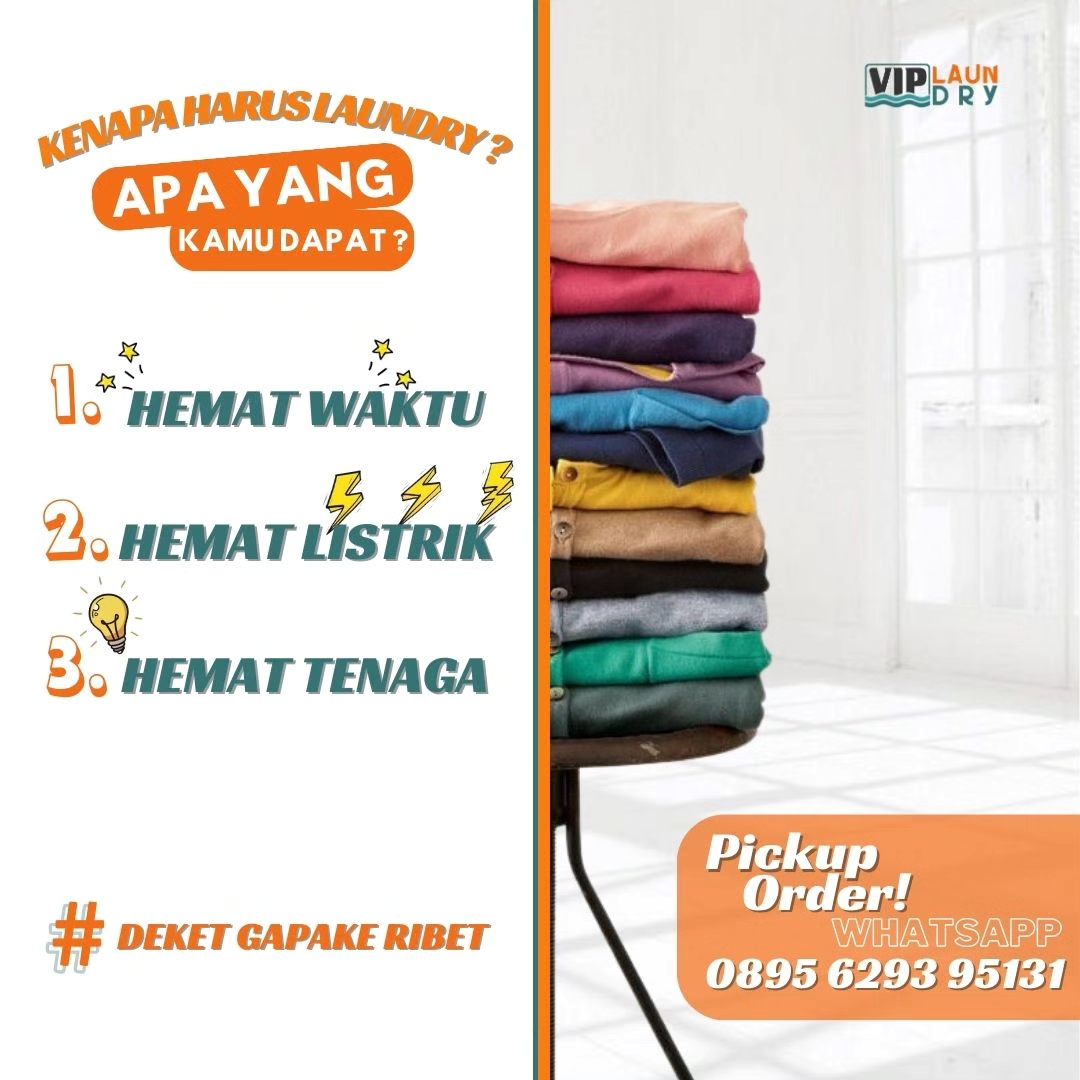 KENAPA HARUS LAUNDRY ?
APA YANG
KAMU DAPAT ?
1. HEMAT WAKTU
2. HEMAT LISTRIK
3. HEMAT TENAGA
# DEKET GAPAKE RIBET
VIP LAUN
DRY
Pickup
Order!
WHATSAPP
0895 6293 95131